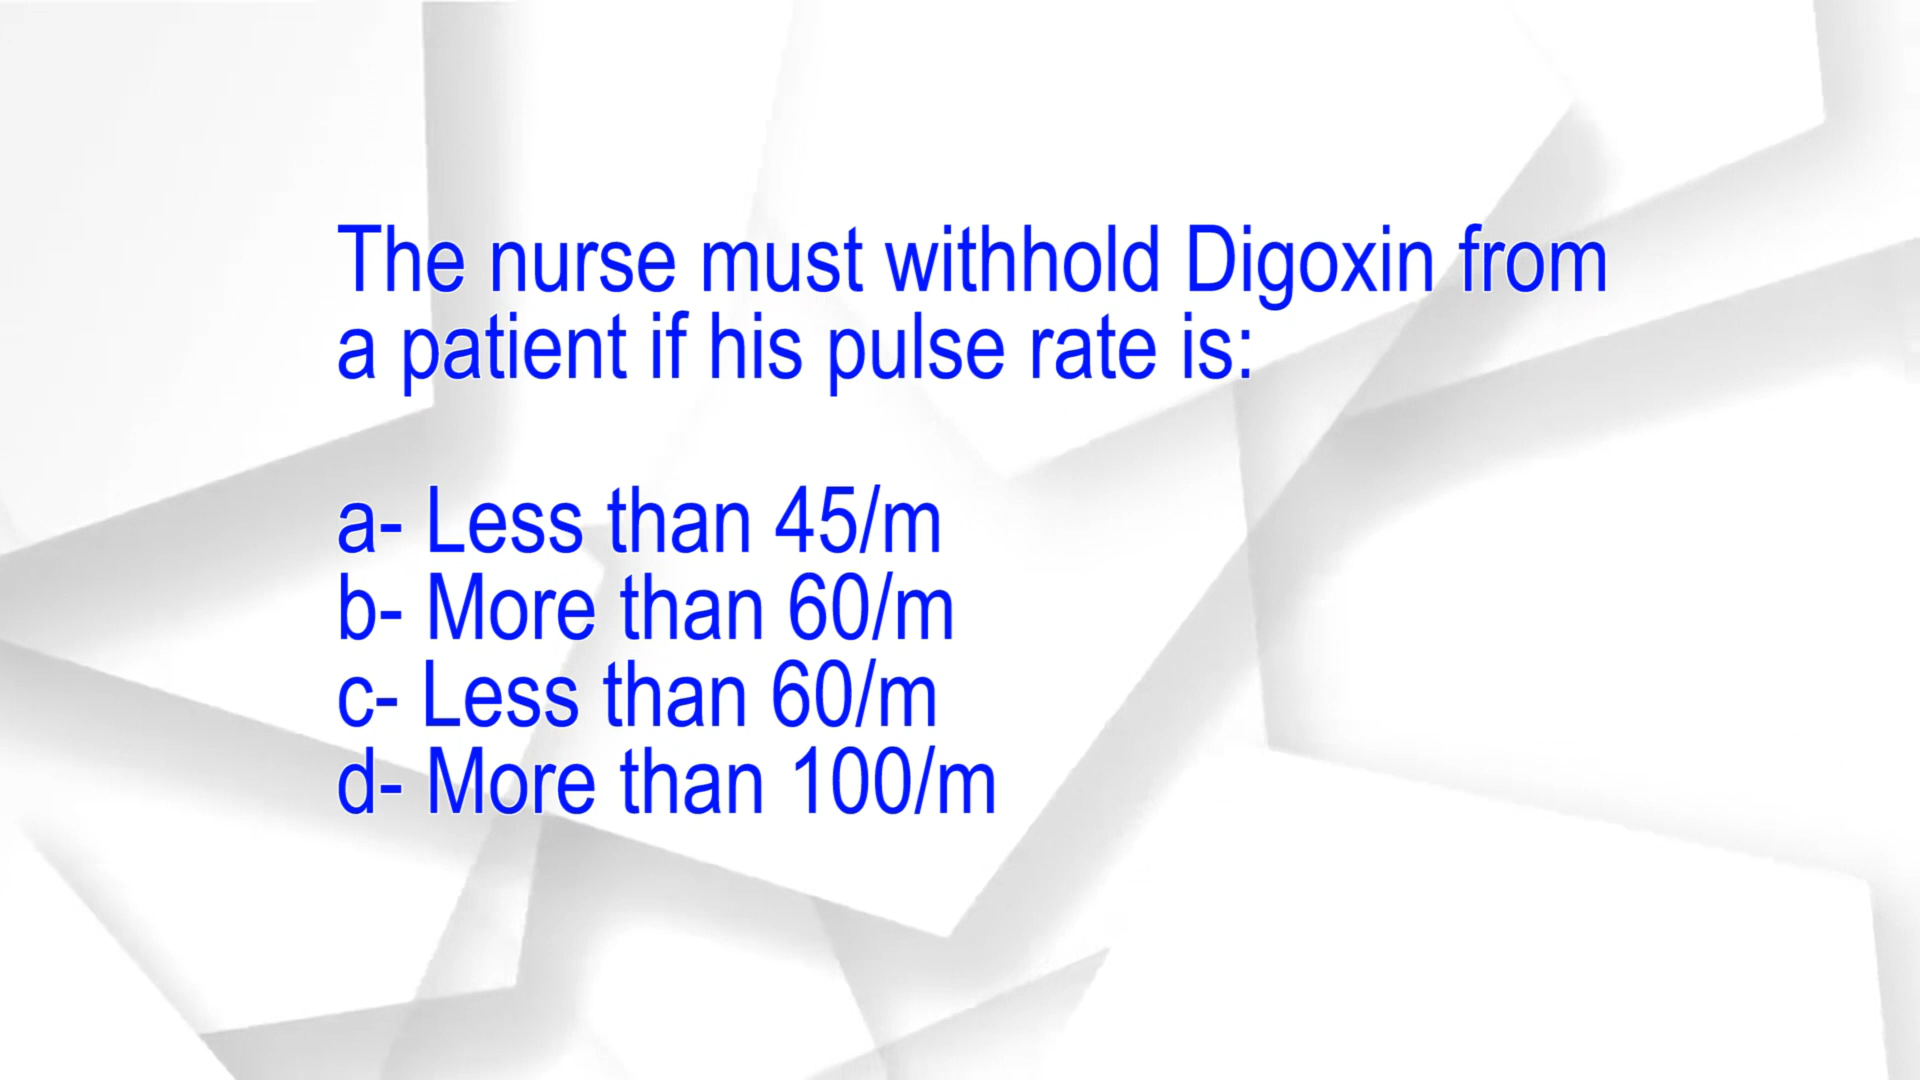 The nurse must withhold Digoxin from
a patient if his pulse rate is:
a- Less than 45/m
b- More than 60/m
c- Less than 60/m
d- More than 100/m